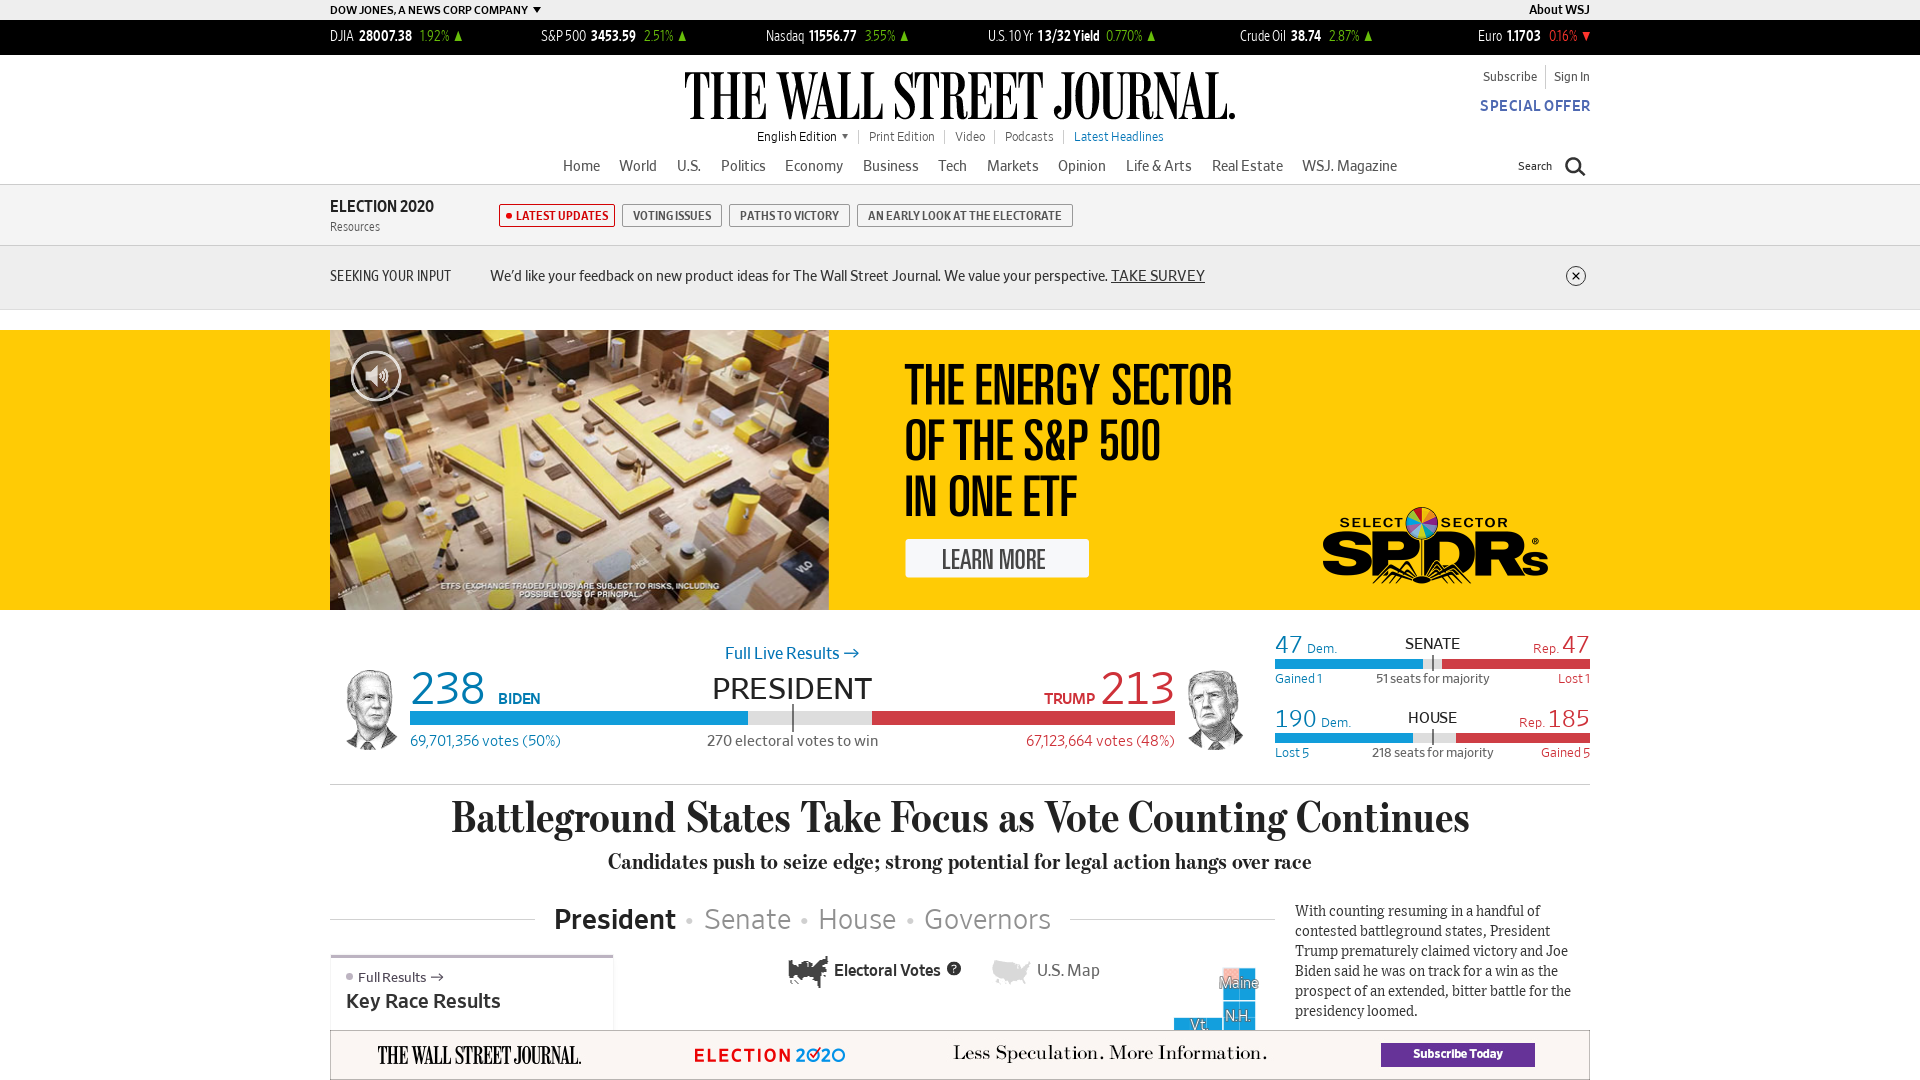 DOW JONES, A NEWS CORP COMPANY
About WSJ
DJIA 28007.38 1.92%
S&P 500 3453.59 2.51%
Nasdaq 11556.77 3.55%
U.S. 10 Yr 13/32 Yield 0.770%
Crude Oil 38.74 2.87%
Euro 1.1703 0.16%
THE WALL STREET JOURNAL.
Subscribe
Sign In
SPECIAL OFFER
English Edition
Print Edition
Video
Podcasts
Latest Headlines
Home
World
U.S.
Politics
Economy
Business
Tech
Markets
Opinion
Life & Arts
Real Estate
WSJ. Magazine
Search
ELECTION 2020
Resources
LATEST UPDATES
VOTING ISSUES
PATHS TO VICTORY
AN EARLY LOOK AT THE ELECTORATE
SEEKING YOUR INPUT
We’d like your feedback on new product ideas for The Wall Street Journal. We value your perspective. TAKE SURVEY
XLE
VLO
ETFS (EXCHANGE TRADED FUNDS) ARE SUBJECT TO RISKS, INCLUDING
POSSIBLE LOSS OF PRINCIPAL.
THE ENERGY SECTOR
OF THE S&P 500
IN ONE ETF
LEARN MORE
SELECT SECTOR
SPDRs®
Full Live Results →
238 BIDEN
PRESIDENT
TRUMP 213
69,701,356 votes (50%)
270 electoral votes to win
67,123,664 votes (48%)
47 Dem.
SENATE
Rep. 47
Gained 1
51 seats for majority
Lost 1
190 Dem.
HOUSE
Rep. 185
Lost 5
218 seats for majority
Gained 5
Battleground States Take Focus as Vote Counting Continues
Candidates push to seize edge; strong potential for legal action hangs over race
President • Senate • House • Governors
Full Results →
Key Race Results
Electoral Votes ?
U.S. Map
Maine
N.H.
Vt.
With counting resuming in a handful of
contested battleground states, President
Trump prematurely claimed victory and Joe
Biden said he was on track for a win as the
prospect of an extended, bitter battle for the
presidency loomed.
THE WALL STREET JOURNAL.
ELECTION 2020
Less Speculation. More Information.
Subscribe Today